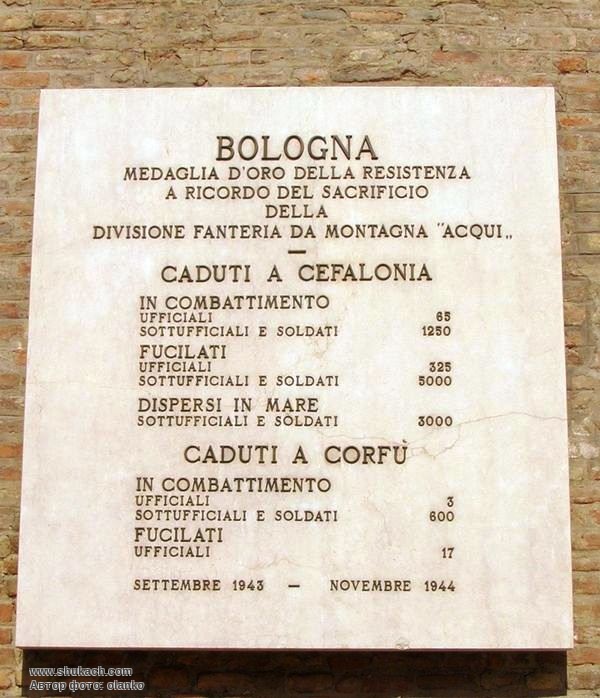 BOLOGNA
MEDAGLIA D'ORO DELLA RESISTENZA
A RICORDO DEL SACRIFICIO
DELLA
DIVISIONE FANTERIA DA MONTAGNA "ACQUI„
—
CADUTI A CEFALONIA
IN COMBATTIMENTO
UFFICIALI 65
SOTTUFFICIALI E SOLDATI 1250
FUCILATI
UFFICIALI 325
SOTTUFFICIALI E SOLDATI 5000
DISPERSI IN MARE
SOTTUFFICIALI E SOLDATI 3000
CADUTI A CORFÙ
IN COMBATTIMENTO
UFFICIALI 3
SOTTUFFICIALI E SOLDATI 600
FUCILATI
UFFICIALI 17
SETTEMBRE 1943 — NOVEMBRE 1944
www.shukach.com
Автор фото: olanko